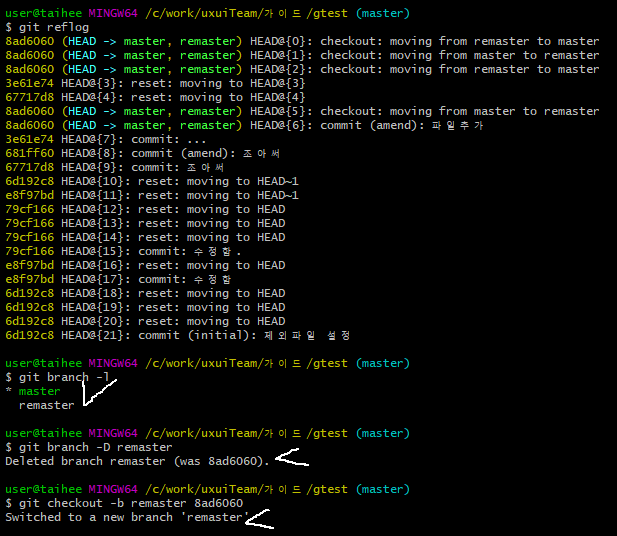 user@taihee MINGW64 /c/work/uxuiTeam/가이드/gtest (master)
$ git reflog
8ad6060 (HEAD -> master, remaster) HEAD@{0}: checkout: moving from remaster to master
8ad6060 (HEAD -> master, remaster) HEAD@{1}: checkout: moving from master to remaster
8ad6060 (HEAD -> master, remaster) HEAD@{2}: checkout: moving from remaster to master
3e61e74 HEAD@{3}: reset: moving to HEAD@{3}
67717d8 HEAD@{4}: reset: moving to HEAD@{4}
8ad6060 (HEAD -> master, remaster) HEAD@{5}: checkout: moving from master to remaster
8ad6060 (HEAD -> master, remaster) HEAD@{6}: commit (amend): 파일추가
3e61e74 HEAD@{7}: commit: ...
681ff60 HEAD@{8}: commit (amend): 조아써
67717d8 HEAD@{9}: commit: 조아써
6d192c8 HEAD@{10}: reset: moving to HEAD~1
e8f97bd HEAD@{11}: reset: moving to HEAD~1
79cf166 HEAD@{12}: reset: moving to HEAD
79cf166 HEAD@{13}: reset: moving to HEAD
79cf166 HEAD@{14}: reset: moving to HEAD
79cf166 HEAD@{15}: commit: 수정함.
e8f97bd HEAD@{16}: reset: moving to HEAD
e8f97bd HEAD@{17}: commit: 수정함
6d192c8 HEAD@{18}: reset: moving to HEAD
6d192c8 HEAD@{19}: reset: moving to HEAD
6d192c8 HEAD@{20}: reset: moving to HEAD
6d192c8 HEAD@{21}: commit (initial): 제외파일 설정
user@taihee MINGW64 /c/work/uxuiTeam/가이드/gtest (master)
$ git branch -l
* master
remaster
user@taihee MINGW64 /c/work/uxuiTeam/가이드/gtest (master)
$ git branch -D remaster
Deleted branch remaster (was 8ad6060).
user@taihee MINGW64 /c/work/uxuiTeam/가이드/gtest (master)
$ git checkout -b remaster 8ad6060
Switched to a new branch 'remaster'